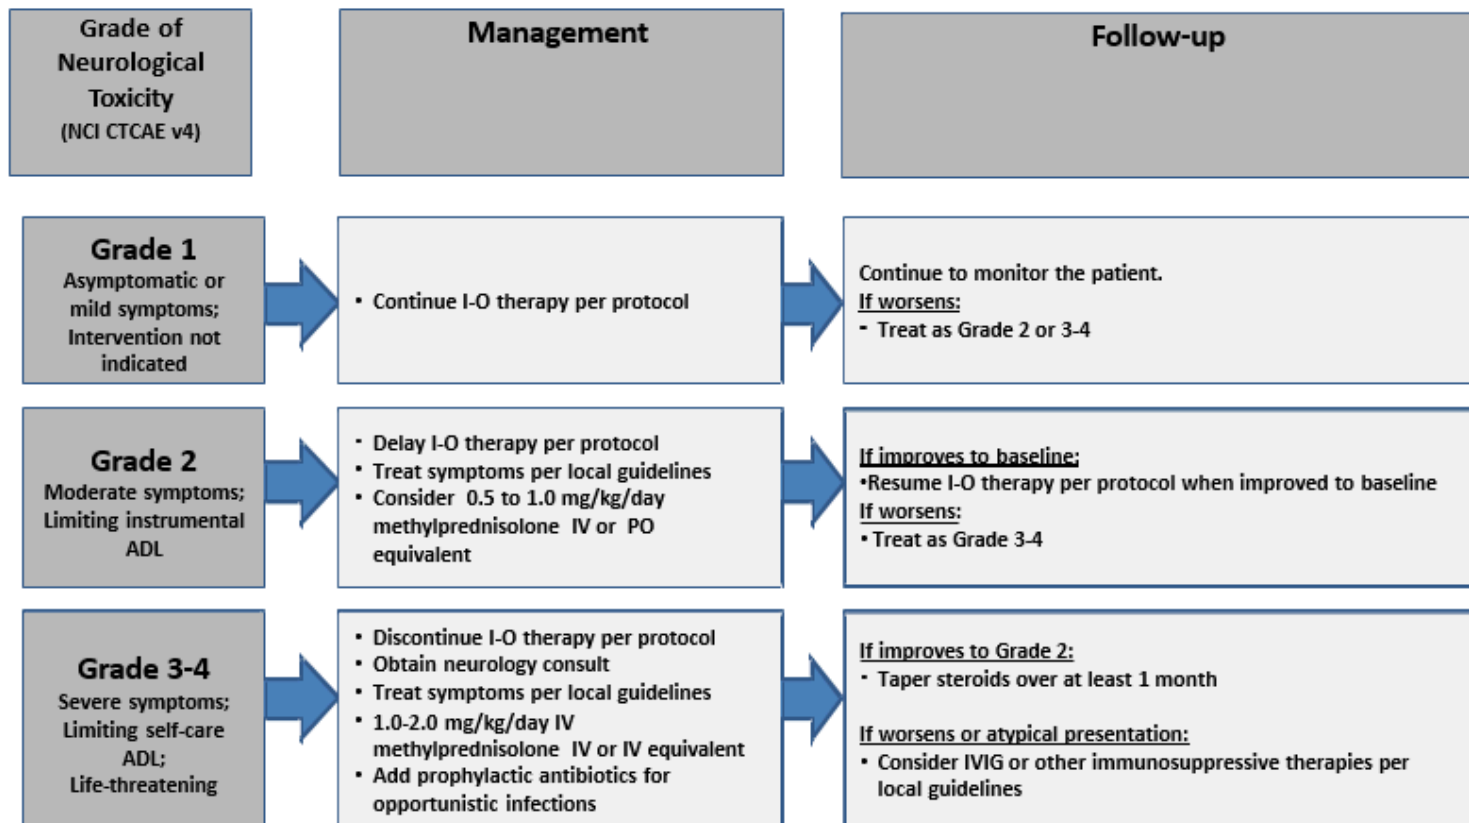 Grade of
Neurological
Toxicity
(NCI CTCAE v4)
Management
Follow-up
Grade 1
Asymptomatic or
mild symptoms;
Intervention not
indicated
• Continue I-O therapy per protocol
Continue to monitor the patient.
If worsens:
- Treat as Grade 2 or 3-4
Grade 2
Moderate symptoms;
Limiting instrumental
ADL
• Delay I-O therapy per protocol
• Treat symptoms per local guidelines
• Consider 0.5 to 1.0 mg/kg/day
methylprednisolone IV or PO
equivalent
If improves to baseline:
•Resume I-O therapy per protocol when improved to baseline
If worsens:
• Treat as Grade 3-4
Grade 3-4
Severe symptoms;
Limiting self-care
ADL;
Life-threatening
• Discontinue I-O therapy per protocol
• Obtain neurology consult
• Treat symptoms per local guidelines
• 1.0-2.0 mg/kg/day IV
methylprednisolone IV or IV equivalent
• Add prophylactic antibiotics for
opportunistic infections
If improves to Grade 2:
• Taper steroids over at least 1 month
If worsens or atypical presentation:
• Consider IVIG or other immunosuppressive therapies per
local guidelines